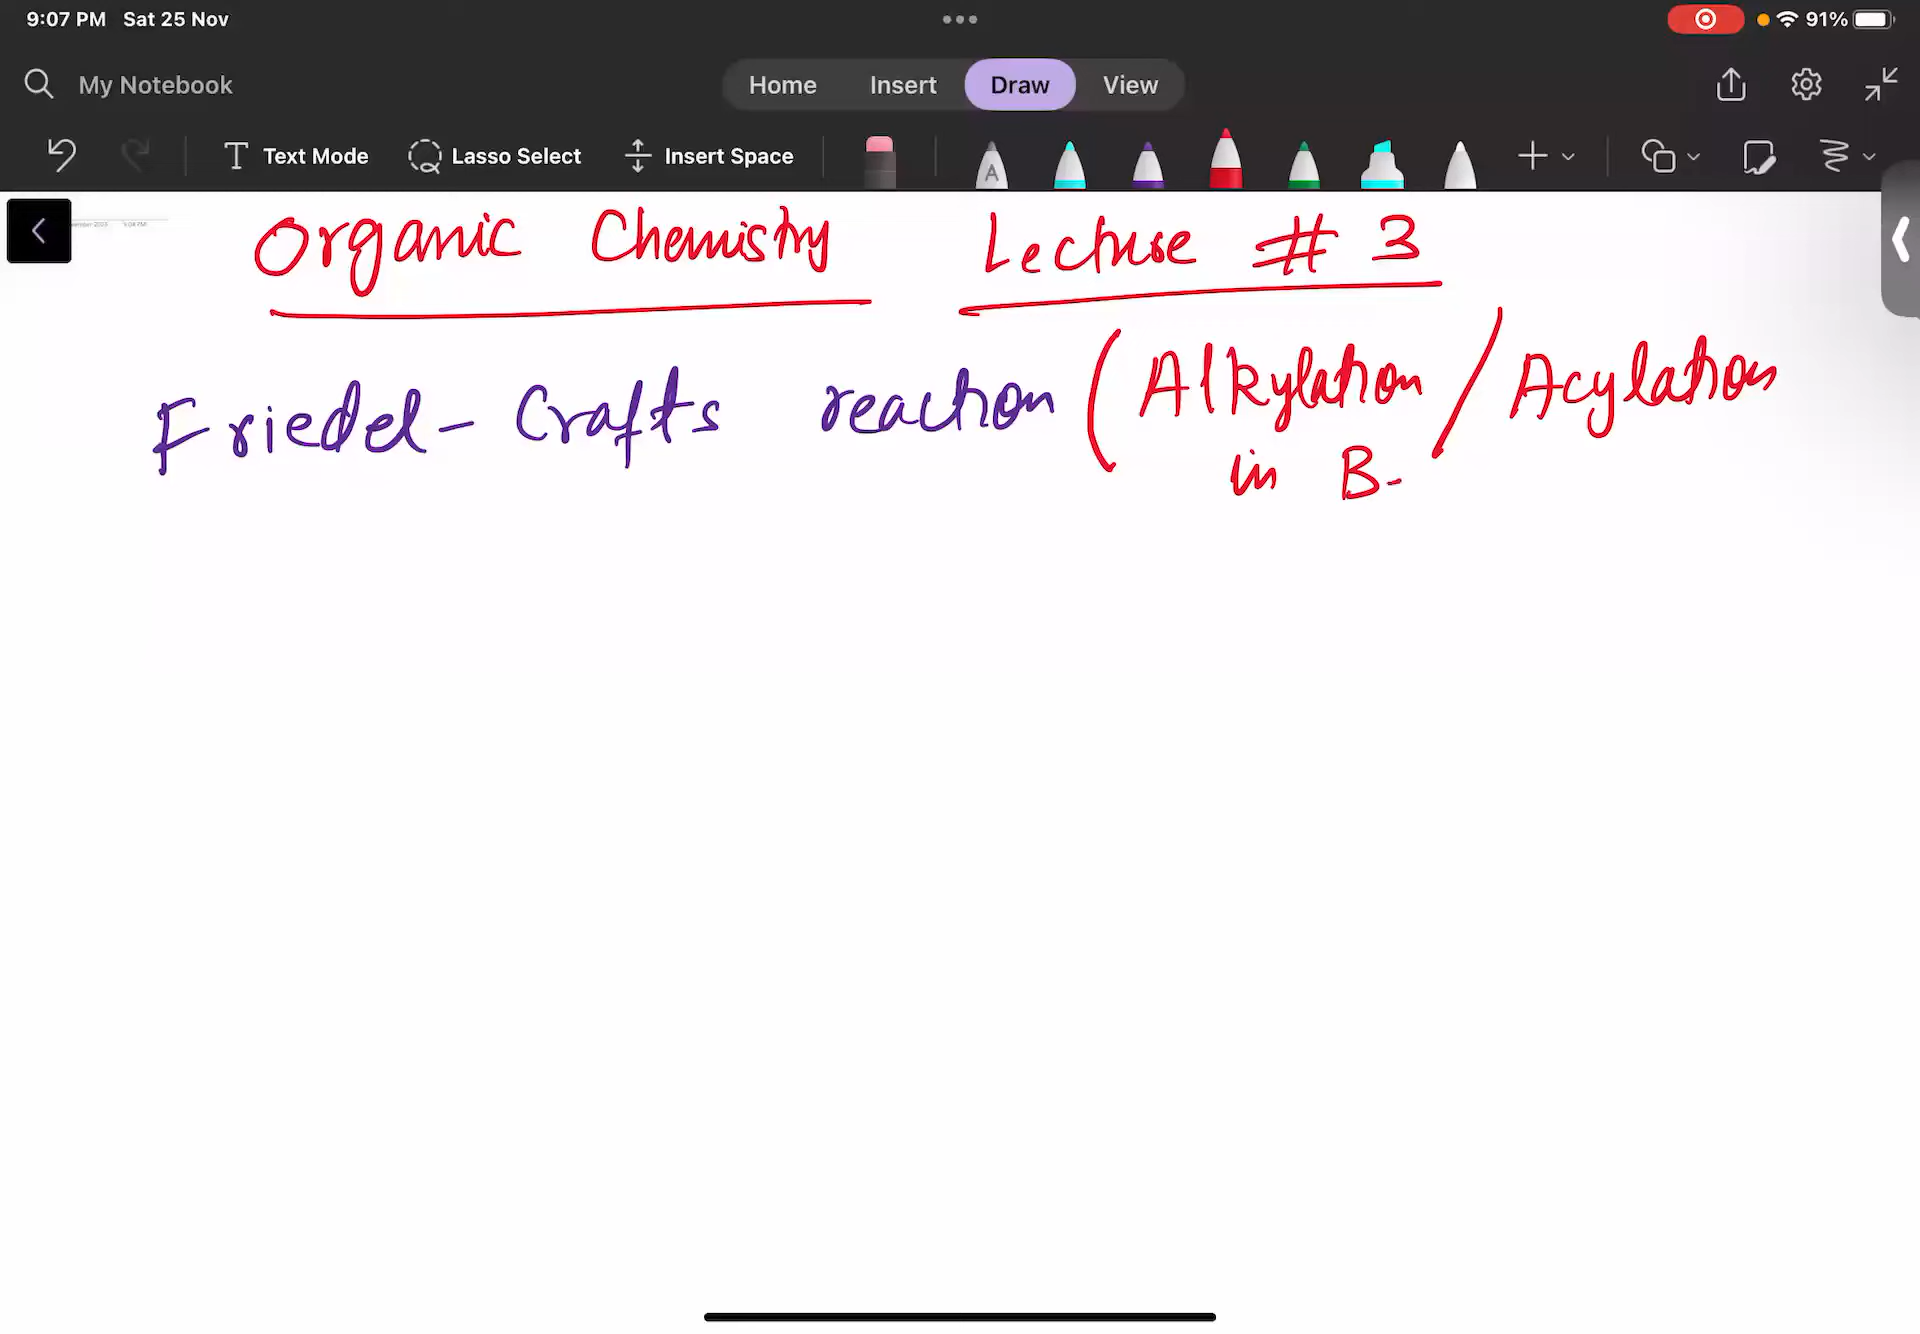 9:07 PM Sat 25 Nov
91%
My Notebook
Home Insert Draw View
Text Mode Lasso Select Insert Space
A
Organic Chemistry Lecture # 3
Friedel-Crafts reaction (Alkylation / Acylation
in B-